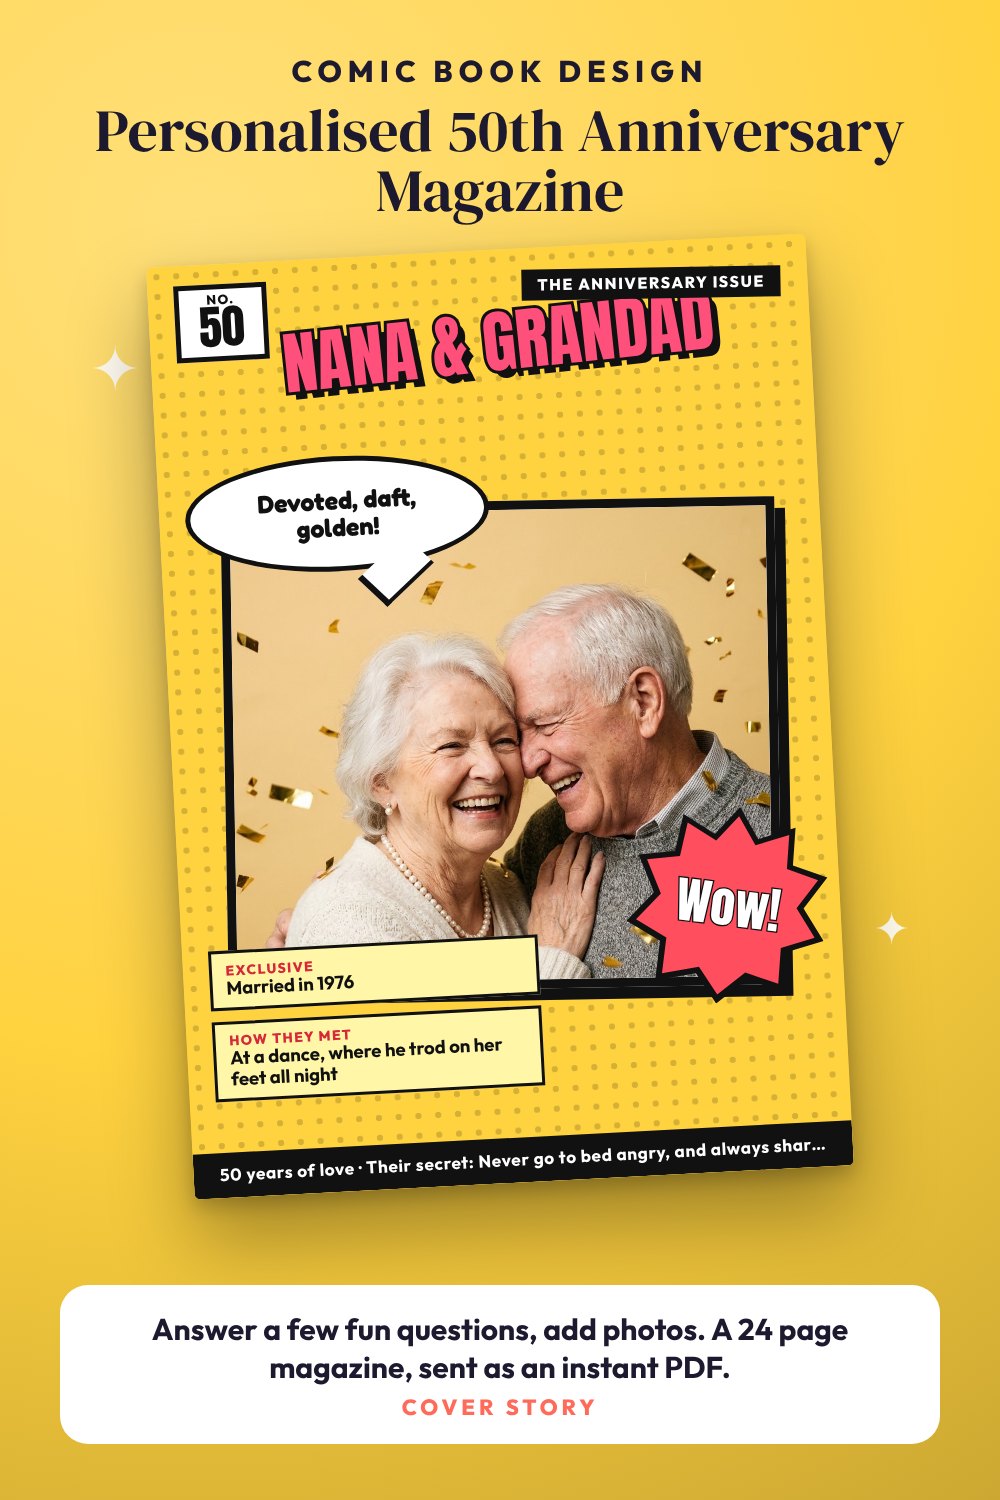 COMIC BOOK DESIGN
Personalised 50th Anniversary
Magazine
NO.
50
THE ANNIVERSARY ISSUE
NANA & GRANDAD
Devoted, daft,
golden!
Wow!
EXCLUSIVE
Married in 1976
HOW THEY MET
At a dance, where he trod on her
feet all night
50 years of love · Their secret: Never go to bed angry, and always shar...
Answer a few fun questions, add photos. A 24 page
magazine, sent as an instant PDF.
COVER STORY